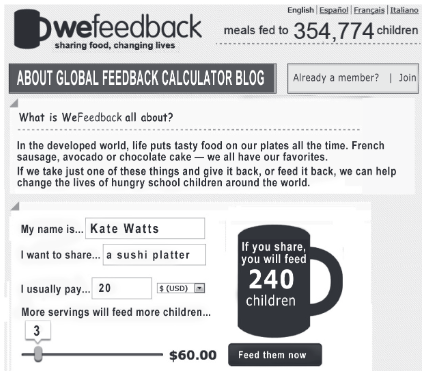 English | Español | Français | Italiano
wefeedback
sharing food, changing lives
meals fed to 354,774 children
ABOUT GLOBAL FEEDBACK CALCULATOR BLOG
Already a member? | Join
What is WeFeedback all about?
In the developed world, life puts tasty food on our plates all the time. French
sausage, avocado or chocolate cake — we all have our favorites.
If we take just one of these things and give it back, or feed it back, we can help
change the lives of hungry school children around the world.
My name is... Kate Watts
I want to share... a sushi platter
I usually pay... 20 $ (USD)
More servings will feed more children...
3
$60.00
If you share,
you will feed
240
children
Feed them now